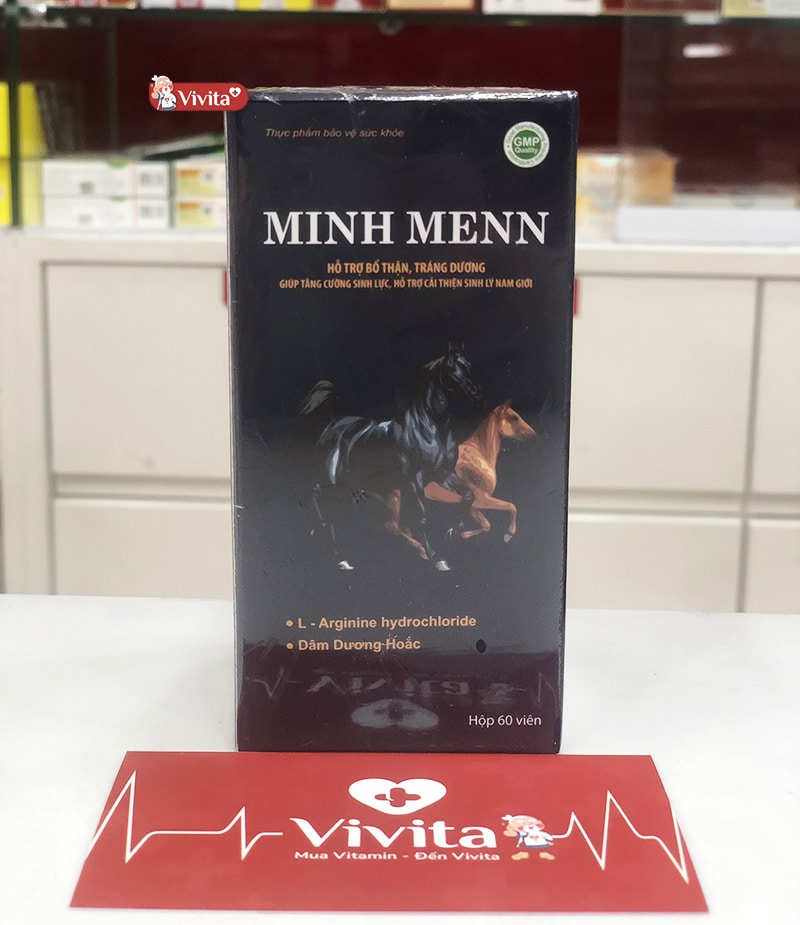 Vivita
Thực phẩm bảo vệ sức khỏe
GMP
Quality
MINH MENN
HỖ TRỢ BỔ THẬN, TRÁNG DƯƠNG
GIÚP TĂNG CƯỜNG SINH LỰC, HỖ TRỢ CẢI THIỆN SINH LÝ NAM GIỚI
• L - Arginine hydrochloride
• Dâm Dương Hoắc
Hộp 60 viên
Vivita
Mua Vitamin - Đến Vivita